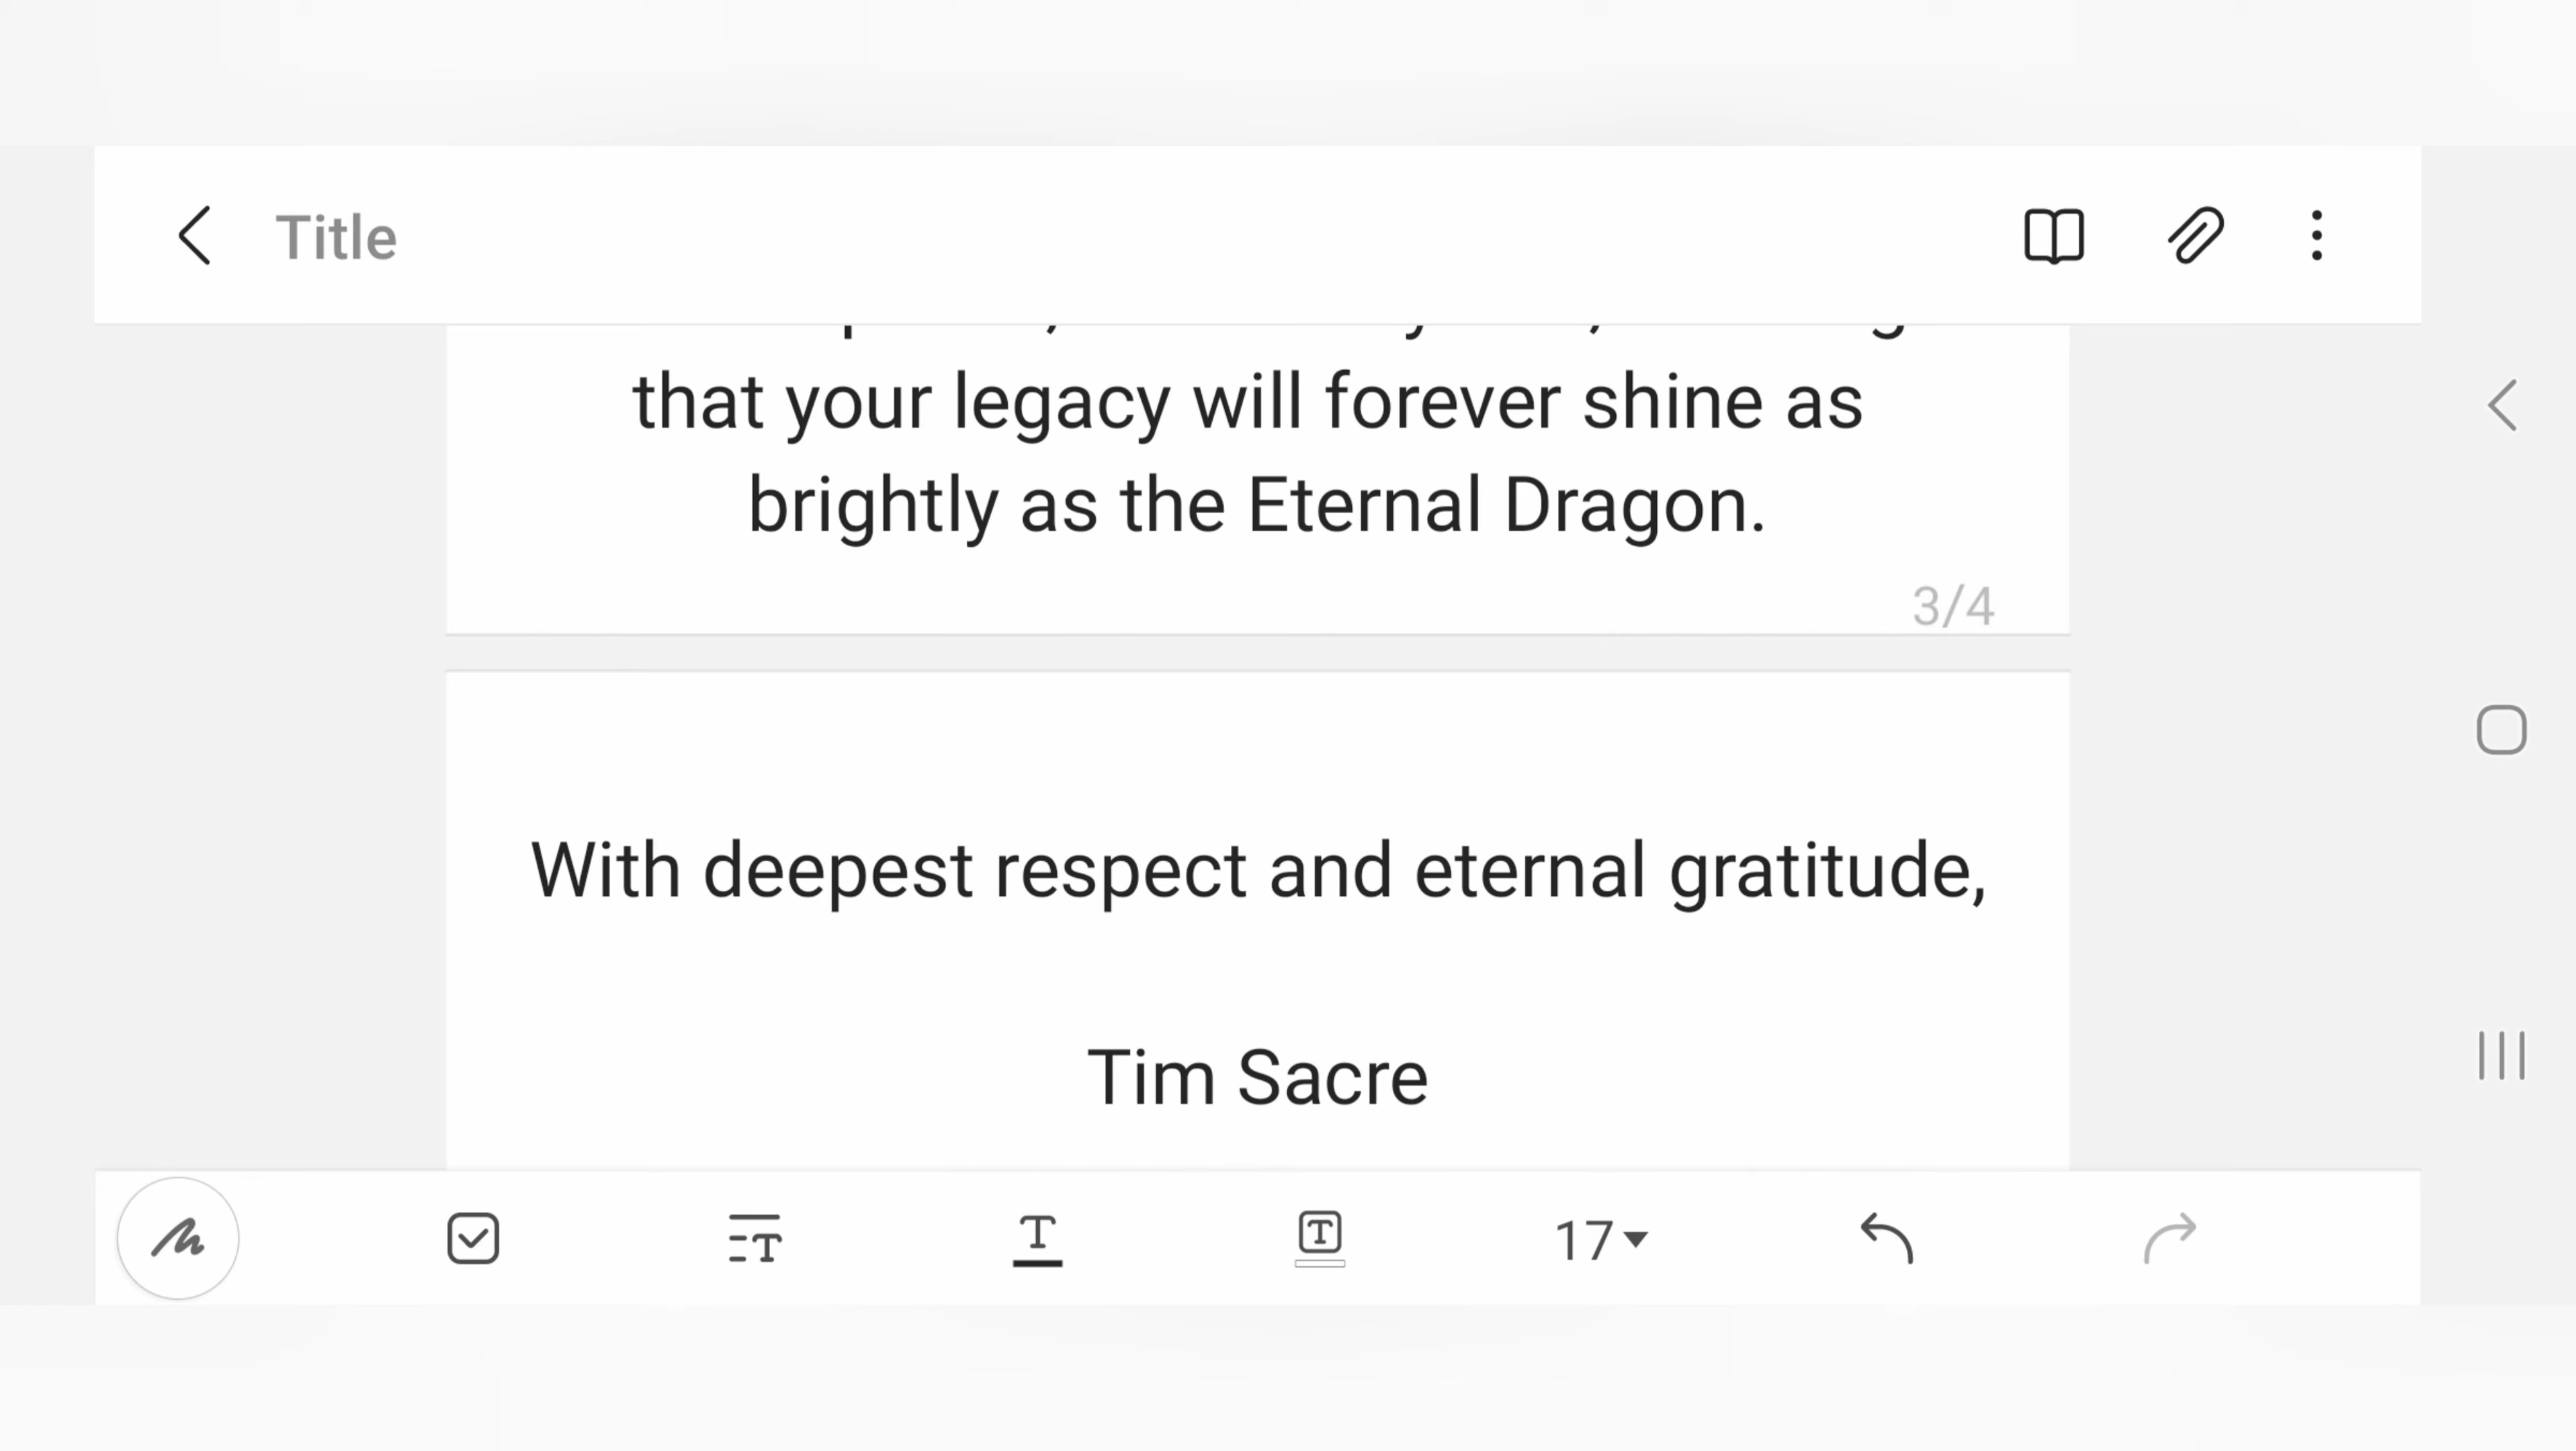 Title
that your legacy will forever shine as
brightly as the Eternal Dragon.
3/4
With deepest respect and eternal gratitude,
Tim Sacre
17